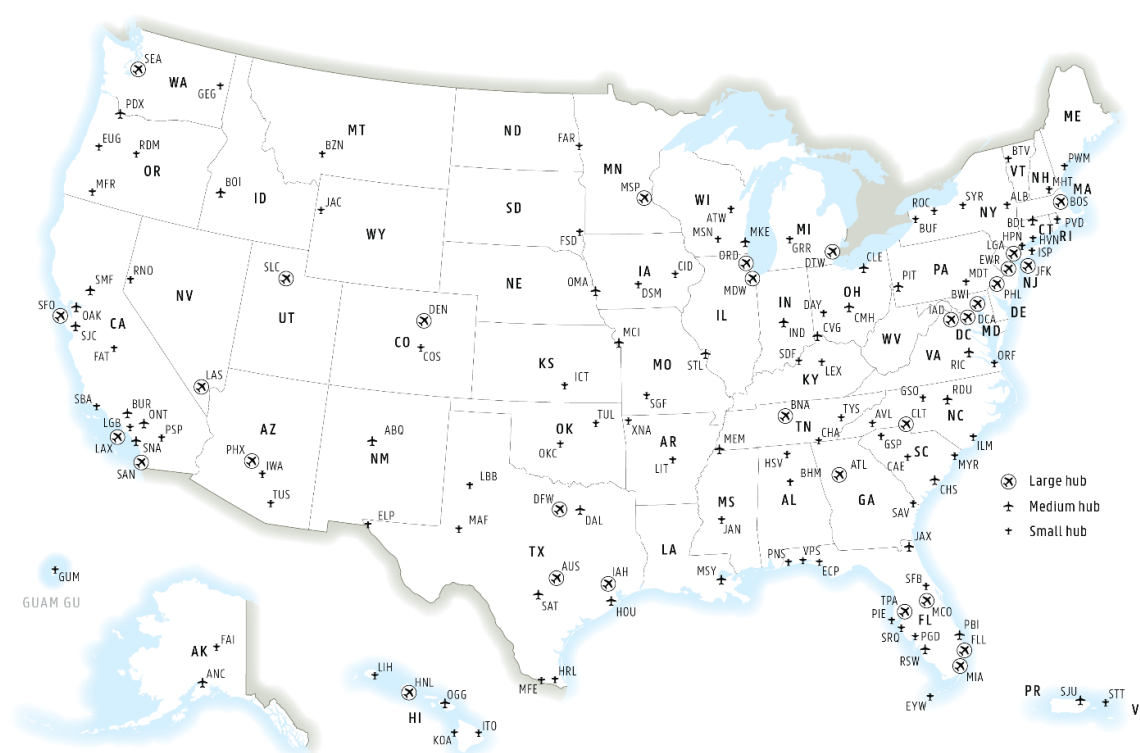 SEA
WA
GEG
PDX
EUG
RDM
OR
MFR
BOI
ID
MT
BZN
JAC
WY
ND
FAR
SD
FSD
NE
MN
MSP
WI
ATW
MSN
MKE
ORD
MDW
MI
GRR
DTW
ME
BTV
VT
NH
PWM
MHT
MA
BOS
ROC
SYR
NY
ALB
BUF
BDL
CT
RI
PVD
HPN
HVN
LGA
ISP
EWR
JFK
NJ
PA
PIT
MDT
PHL
BWI
DE
IAD
DCA
DC
MD
VA
WV
RIC
ORF
RNO
SMF
SFO
OAK
SJC
CA
FAT
NV
SLC
UT
LAS
DEN
CO
COS
OMA
IA
CID
DSM
IL
IN
DAY
OH
CLE
CMH
IND
CVG
SDF
LEX
KY
MCI
KS
MO
STL
ICT
SGF
SBA
BUR
ONT
LGB
PSP
LAX
SNA
SAN
AZ
PHX
IWA
TUS
ABQ
NM
TUL
OK
OKC
XNA
AR
LIT
MEM
BNA
TN
TYS
CHA
AVL
CLT
GSO
RDU
NC
GSP
SC
CAE
ILM
MYR
CHS
SAV
ELP
LBB
MAF
DFW
DAL
TX
AUS
IAH
SAT
HOU
HRL
MFE
LA
MSY
MS
JAN
HSV
BHM
AL
ATL
GA
PNS
VPS
ECP
JAX
SFB
TPA
MCO
PIE
FL
SRQ
PGD
PBI
FLL
RSW
MIA
EYW
Large hub
Medium hub
Small hub
GUM
GUAM GU
AK
FAI
ANC
LIH
HNL
OGG
HI
KOA
ITO
PR
SJU
STT
V